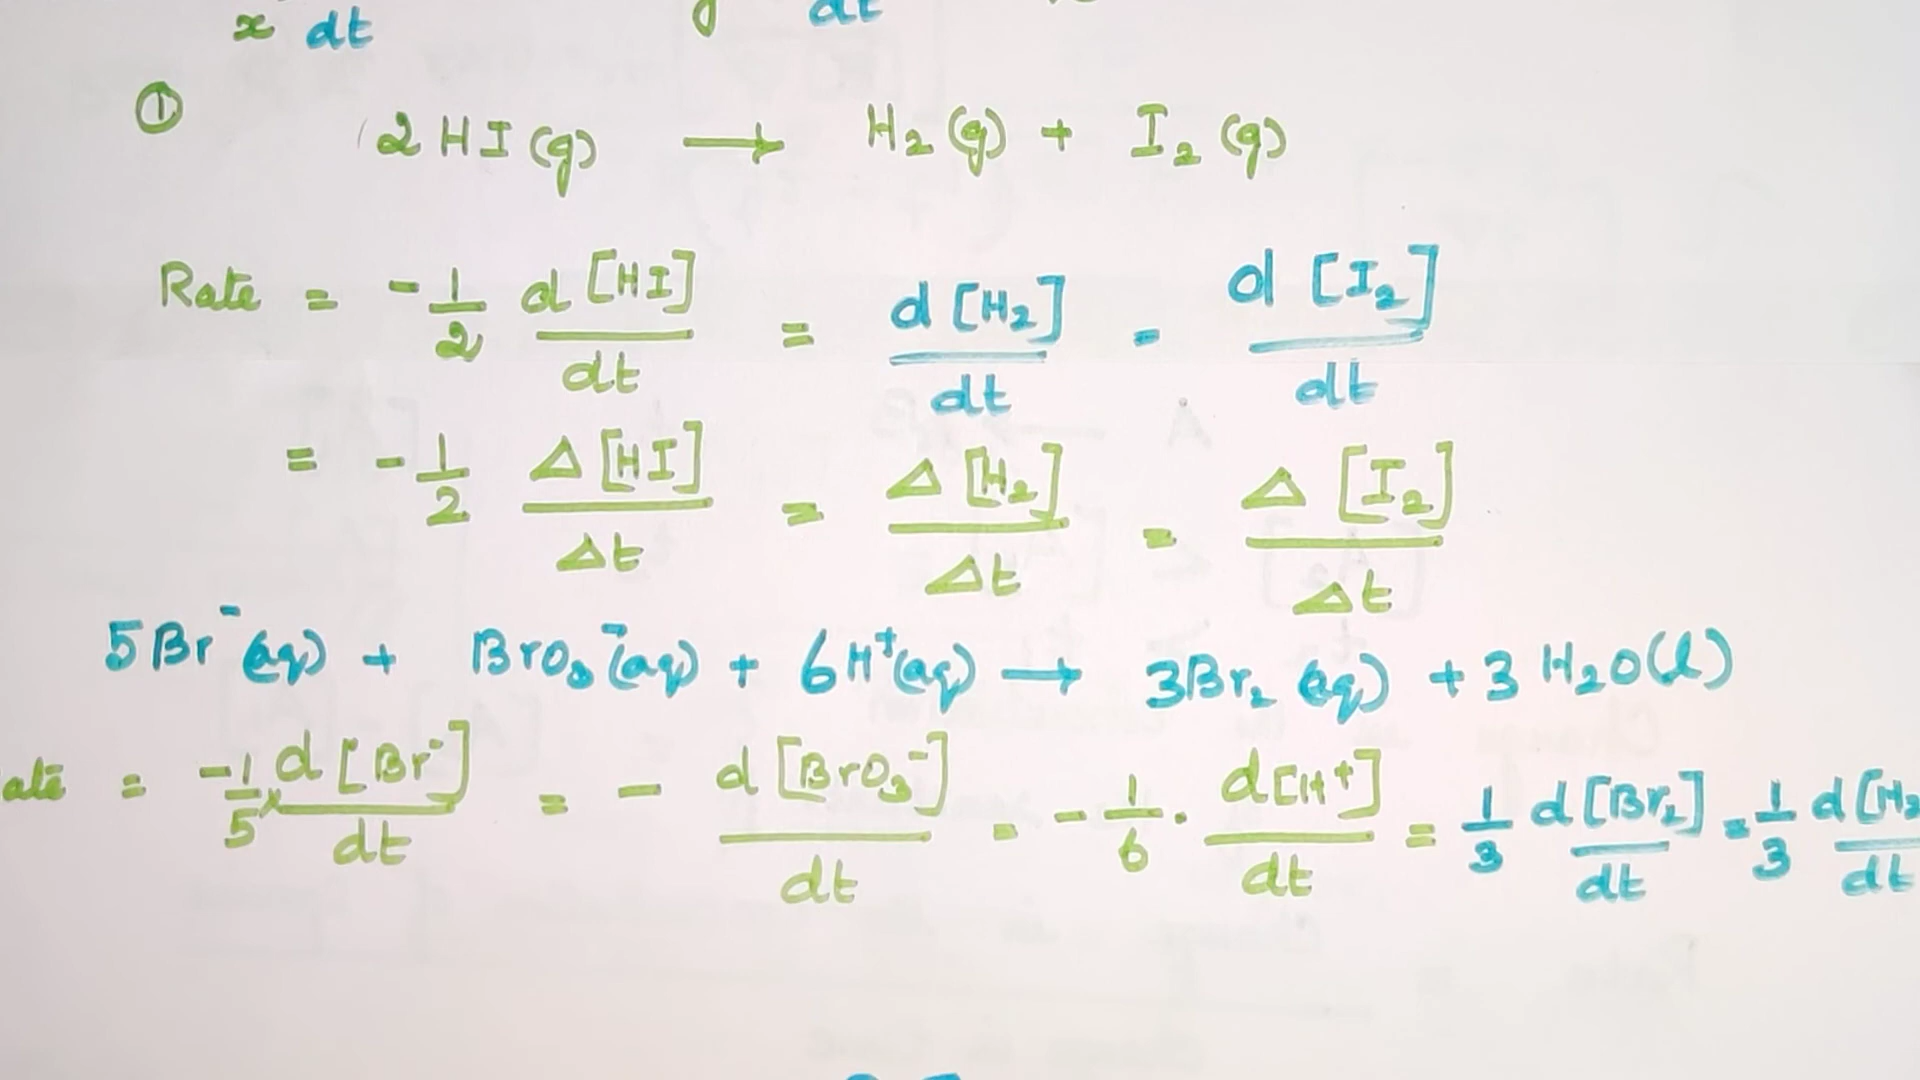 x dt y dt
① 2HI(g) → H₂(g) + I₂(g)
Rate = -1/2 d[HI]/dt = d[H₂]/dt = d[I₂]/dt
= -1/2 Δ[HI]/Δt = Δ[H₂]/Δt = Δ[I₂]/Δt
5Br⁻(aq) + BrO₃⁻(aq) + 6H⁺(aq) → 3Br₂(aq) + 3H₂O(l)
ate = -1/5 × d[Br⁻]/dt = - d[BrO₃⁻]/dt = -1/6 · d[H⁺]/dt = 1/3 d[Br₂]/dt = 1/3 d[H₂/dt